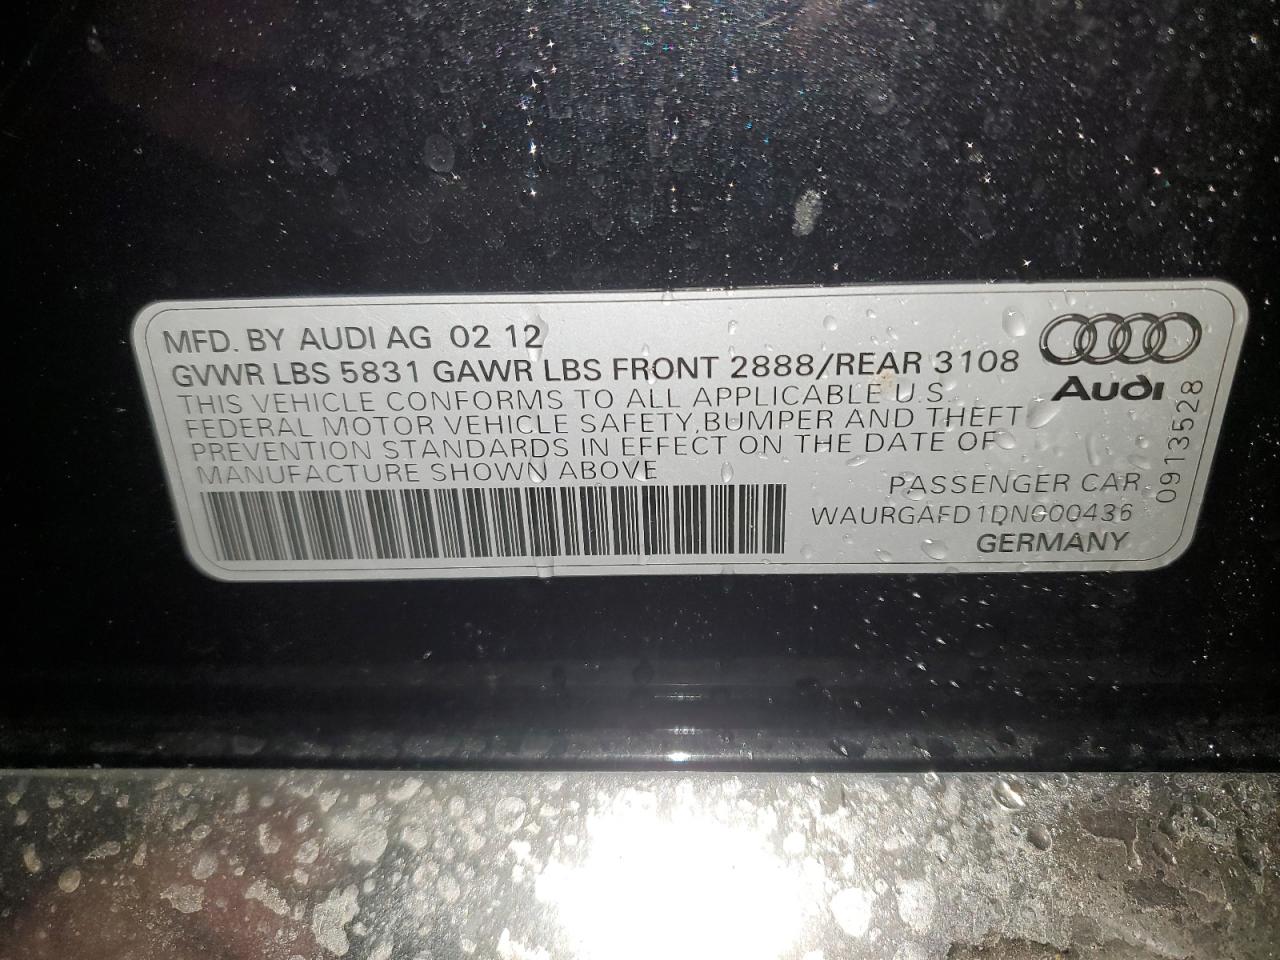 MFD. BY AUDI AG 02 12
GVWR LBS 5831 GAWR LBS FRONT 2888/REAR 3108
THIS VEHICLE CONFORMS TO ALL APPLICABLE U.S.
FEDERAL MOTOR VEHICLE SAFETY,BUMPER AND THEFT
PREVENTION STANDARDS IN EFFECT ON THE DATE OF
MANUFACTURE SHOWN ABOVE
Audi
PASSENGER CAR
WAURGAFD1DN000436
GERMANY
0913528